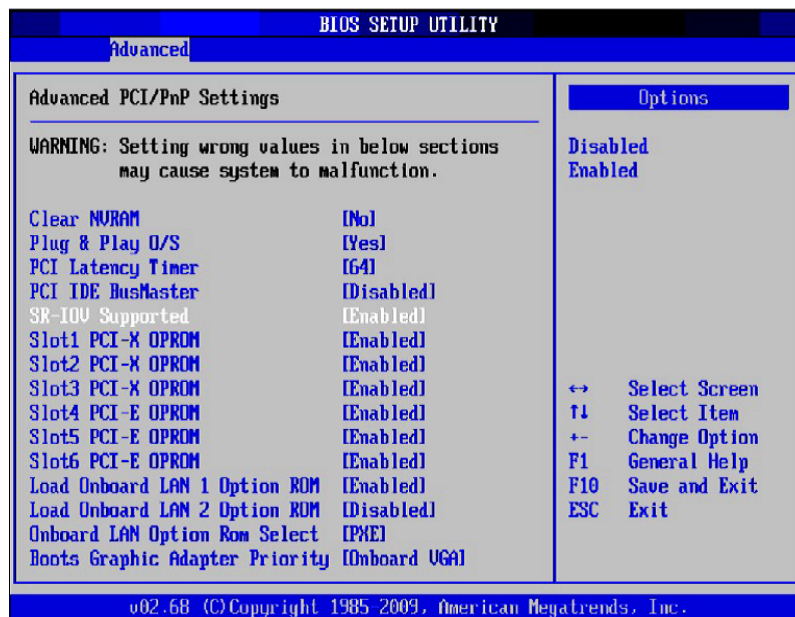 BIOS SETUP UTILITY
Advanced
Advanced PCI/PnP Settings
WARNING: Setting wrong values in below sections
may cause system to malfunction.
Clear NVRAM [No]
Plug & Play O/S [Yes]
PCI Latency Timer [64]
PCI IDE BusMaster [Disabled]
SR-IOV Supported [Enabled]
Slot1 PCI-X OPROM [Enabled]
Slot2 PCI-X OPROM [Enabled]
Slot3 PCI-X OPROM [Enabled]
Slot4 PCI-E OPROM [Enabled]
Slot5 PCI-E OPROM [Enabled]
Slot6 PCI-E OPROM [Enabled]
Load Onboard LAN 1 Option ROM [Enabled]
Load Onboard LAN 2 Option ROM [Disabled]
Onboard LAN Option Rom Select [PXE]
Boots Graphic Adapter Priority [Onboard VGA]
Options
Disabled
Enabled
↔ Select Screen
↑↓ Select Item
+- Change Option
F1 General Help
F10 Save and Exit
ESC Exit
v02.68 (C)Copyright 1985-2009, American Megatrends, Inc.